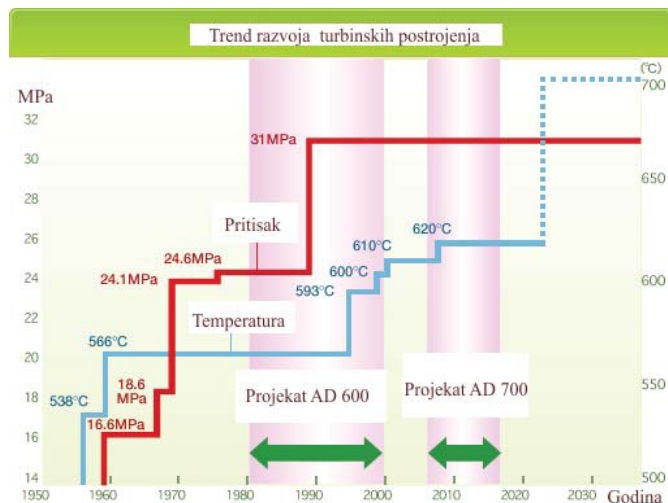 Trend razvoja turbinskih postrojenja
MPa
(°C)
700
32
30
31MPa
28
650
26
24.6MPa
Pritisak
610°C
620°C
24
24.1MPa
600°C
600
593°C
22
Temperatura
566°C
20
18
538°C
18.6
MPa
Projekat AD 600
Projekat AD 700
550
16
16.6MPa
14
500
1950
1960
1970
1980
1990
2000
2010
2020
2030
Godina